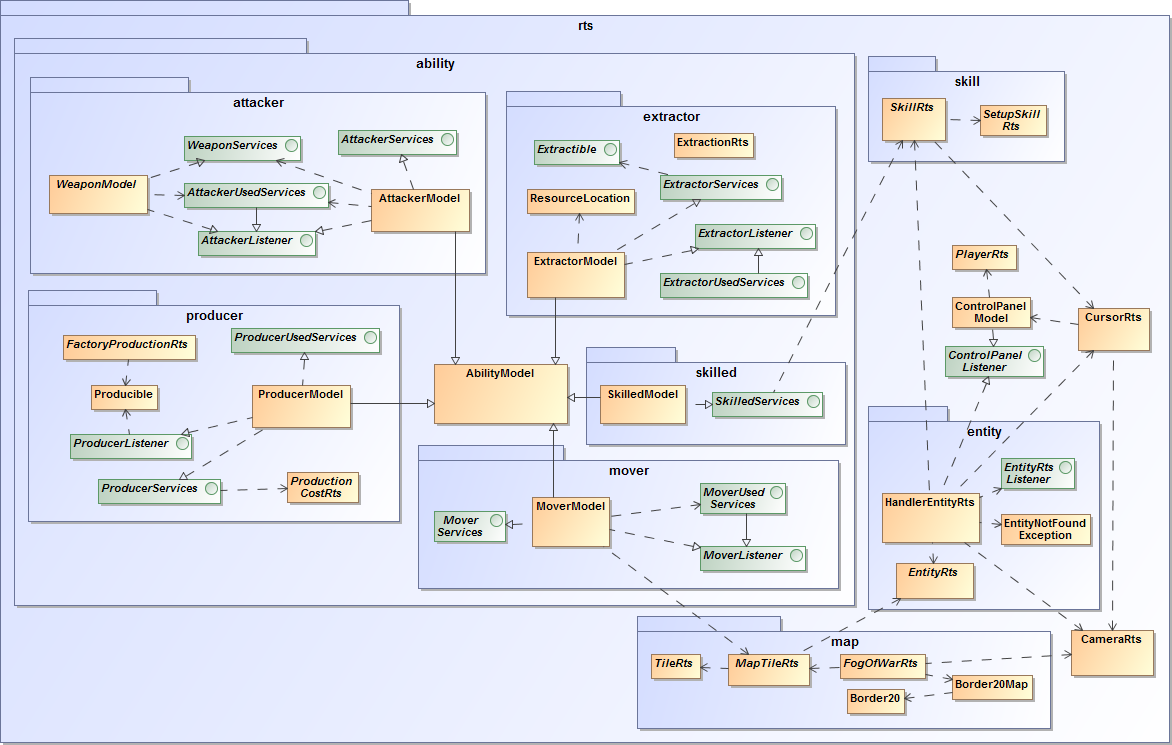 rts
ability
attacker
WeaponServices
AttackerServices
WeaponModel
AttackerUsedServices
AttackerModel
AttackerListener
extractor
Extractible
ExtractionRts
ExtractorServices
ResourceLocation
ExtractorListener
ExtractorModel
ExtractorUsedServices
producer
FactoryProductionRts
ProducerUsedServices
Producible
ProducerModel
ProducerListener
ProducerServices
Production
CostRts
AbilityModel
skilled
SkilledModel
SkilledServices
mover
Mover
Services
MoverModel
MoverUsed
Services
MoverListener
skill
SkillRts
SetupSkill
Rts
PlayerRts
ControlPanel
Model
CursorRts
ControlPanel
Listener
entity
EntityRts
Listener
HandlerEntityRts
EntityNotFound
Exception
EntityRts
map
TileRts
MapTileRts
FogOfWarRts
Border20
Border20Map
CameraRts